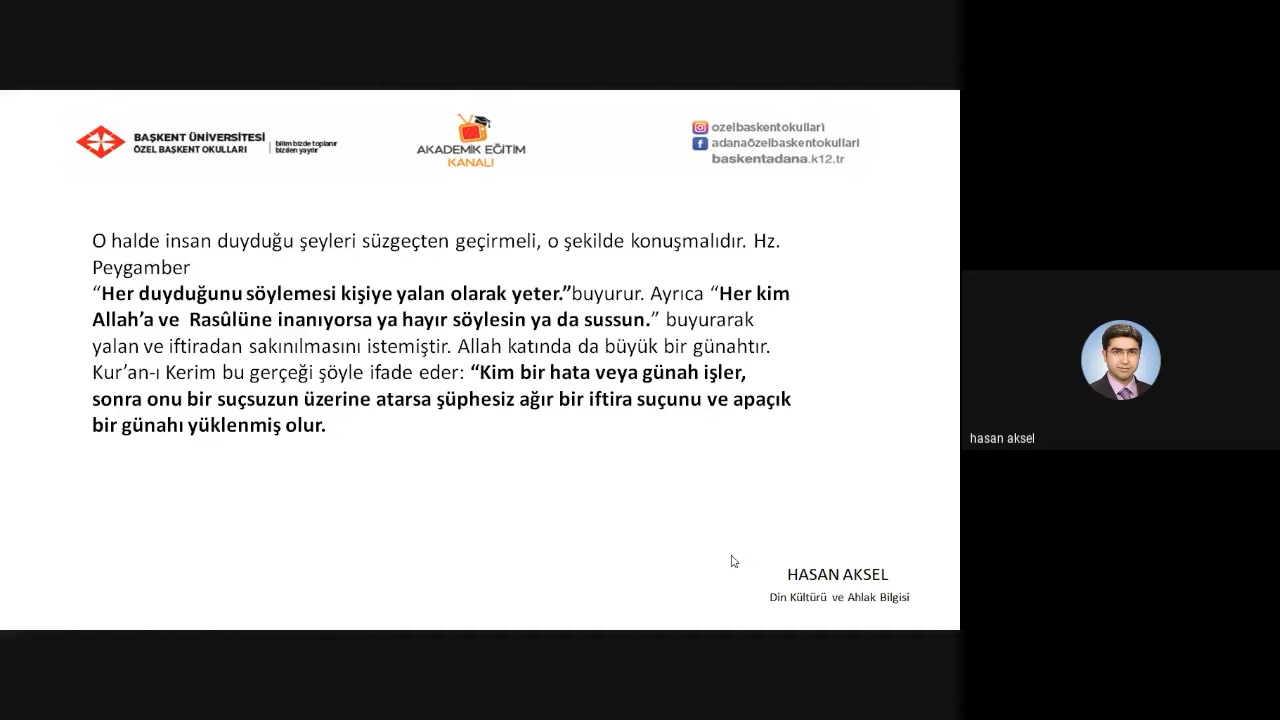 BAŞKENT ÜNİVERSİTESİ
ÖZEL BAŞKENT OKULLARI
bilim bizde toplanır
bizden yayılır
AKADEMİK EĞİTİM
KANALI
ozelbaskentokullari
adanaözelbaskentokullari
baskentadana.k12.tr
O halde insan duyduğu şeyleri süzgeçten geçirmeli, o şekilde konuşmalıdır. Hz.
Peygamber
“Her duyduğunu söylemesi kişiye yalan olarak yeter.”buyurur. Ayrıca “Her kim
Allah’a ve Rasûlüne inanıyorsa ya hayır söylesin ya da sussun.” buyurarak
yalan ve iftiradan sakınılmasını istemiştir. Allah katında da büyük bir günahtır.
Kur’an-ı Kerim bu gerçeği şöyle ifade eder: “Kim bir hata veya günah işler,
sonra onu bir suçsuzun üzerine atarsa şüphesiz ağır bir iftira suçunu ve apaçık
bir günahı yüklenmiş olur.
HASAN AKSEL
Din Kültürü ve Ahlak Bilgisi
hasan aksel